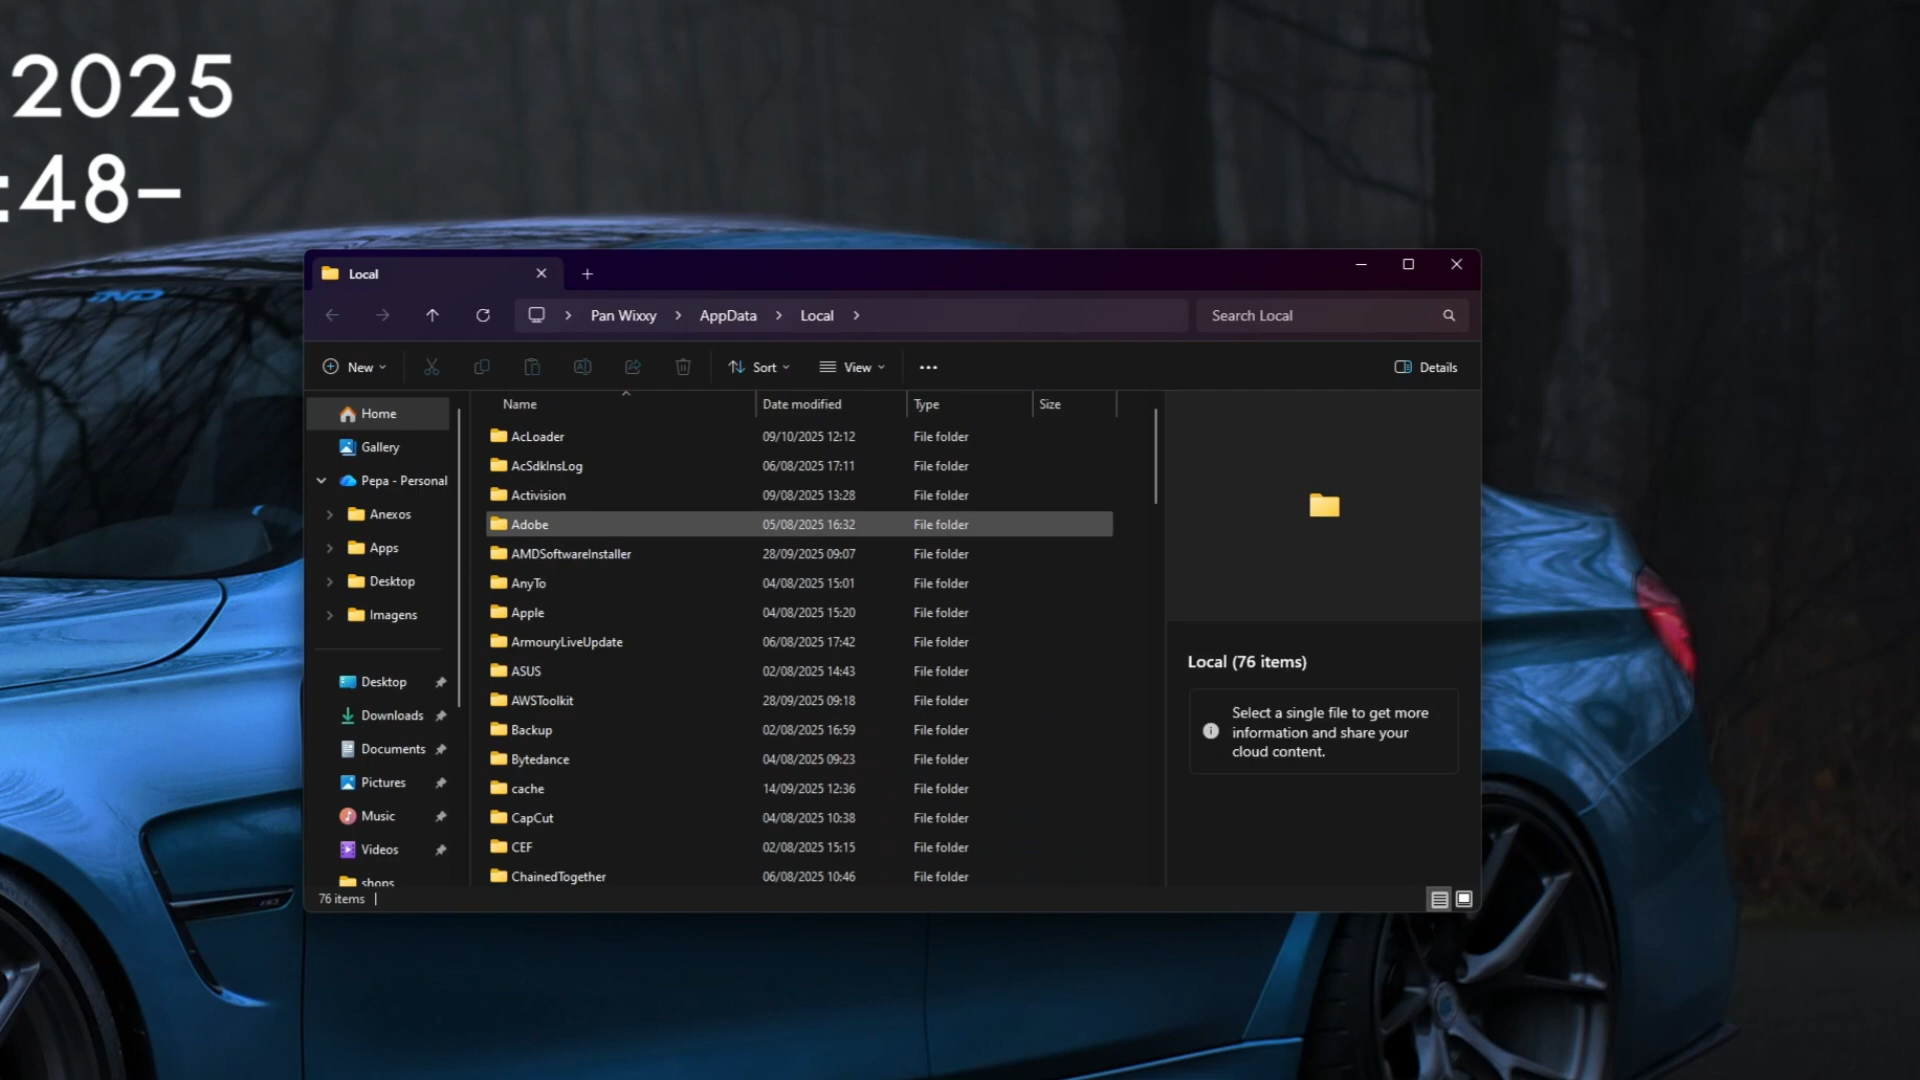 2025
:48–
Local
Pan Wixxy > AppData > Local >
Search Local
New
Sort
View
Details
Name Date modified Type Size
Home
Gallery
Pepa - Personal
Anexos
Apps
Desktop
Imagens
Desktop
Downloads
Documents
Pictures
Music
Videos
shops
AcLoader 09/10/2025 12:12 File folder
AcSdkInsLog 06/08/2025 17:11 File folder
Activision 09/08/2025 13:28 File folder
Adobe 05/08/2025 16:32 File folder
AMDSoftwareInstaller 28/09/2025 09:07 File folder
AnyTo 04/08/2025 15:01 File folder
Apple 04/08/2025 15:20 File folder
ArmouryLiveUpdate 06/08/2025 17:42 File folder
ASUS 02/08/2025 14:43 File folder
AWSToolkit 28/09/2025 09:18 File folder
Backup 02/08/2025 16:59 File folder
Bytedance 04/08/2025 09:23 File folder
cache 14/09/2025 12:36 File folder
CapCut 04/08/2025 10:38 File folder
CEF 02/08/2025 15:15 File folder
ChainedTogether 06/08/2025 10:46 File folder
Local (76 items)
Select a single file to get more
information and share your
cloud content.
76 items